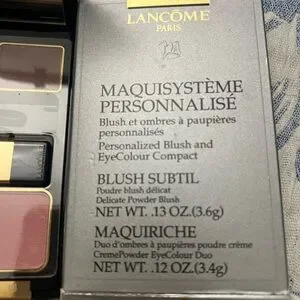 LANCÔME
PARIS
MAQUISYSTÈME
PERSONNALISÉ
Blush et ombres à paupières
personnalisés
Personalized Blush and
EyeColour Compact
BLUSH SUBTIL
Poudre blush délicat
Delicate Powder Blush
NET WT. .13 OZ.(3.6g)
MAQUIRICHE
Duo d'ombres à paupières poudre crème
CremePowder EyeColour Duo
NET WT. .12 OZ.(3.4g)